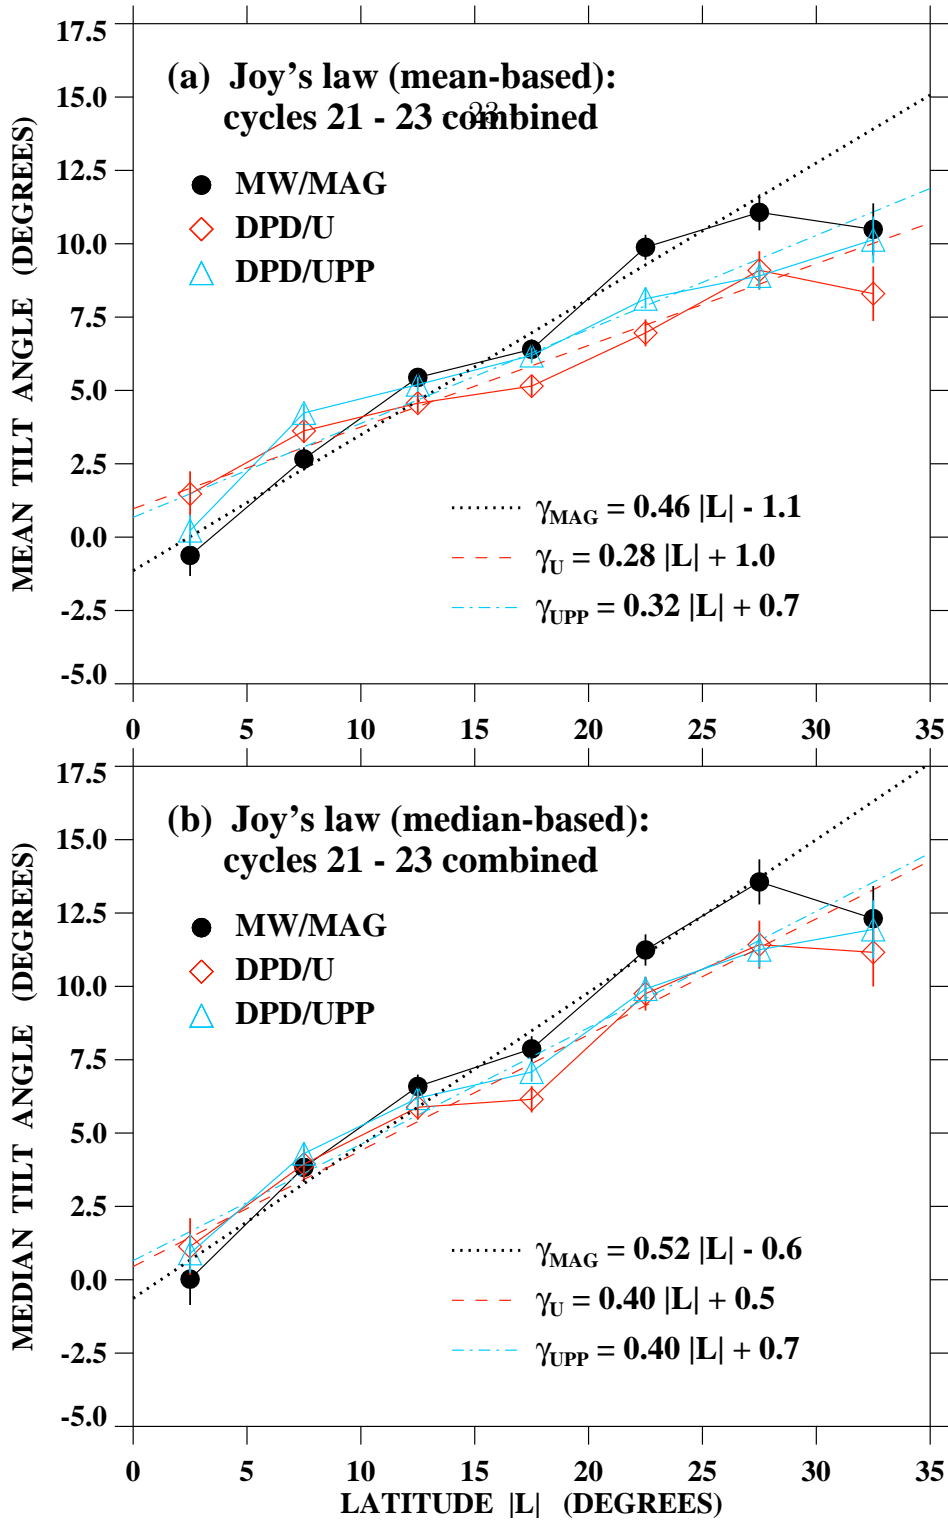 17.5
(a) Joy's law (mean-based):
cycles 21 - 23 combined
23
15.0
MW/MAG
12.5
DPD/U
10.0
DPD/UPP
7.5
5.0
2.5
0.0
-2.5
-5.0
MEAN TILT ANGLE (DEGREES)
γMAG = 0.46 |L| - 1.1
γU = 0.28 |L| + 1.0
γUPP = 0.32 |L| + 0.7
0 5 10 15 20 25 30 35
17.5
(b) Joy's law (median-based):
cycles 21 - 23 combined
15.0
MW/MAG
12.5
DPD/U
10.0
DPD/UPP
7.5
5.0
2.5
0.0
-2.5
-5.0
MEDIAN TILT ANGLE (DEGREES)
γMAG = 0.52 |L| - 0.6
γU = 0.40 |L| + 0.5
γUPP = 0.40 |L| + 0.7
0 5 10 15 20 25 30 35
LATITUDE |L| (DEGREES)